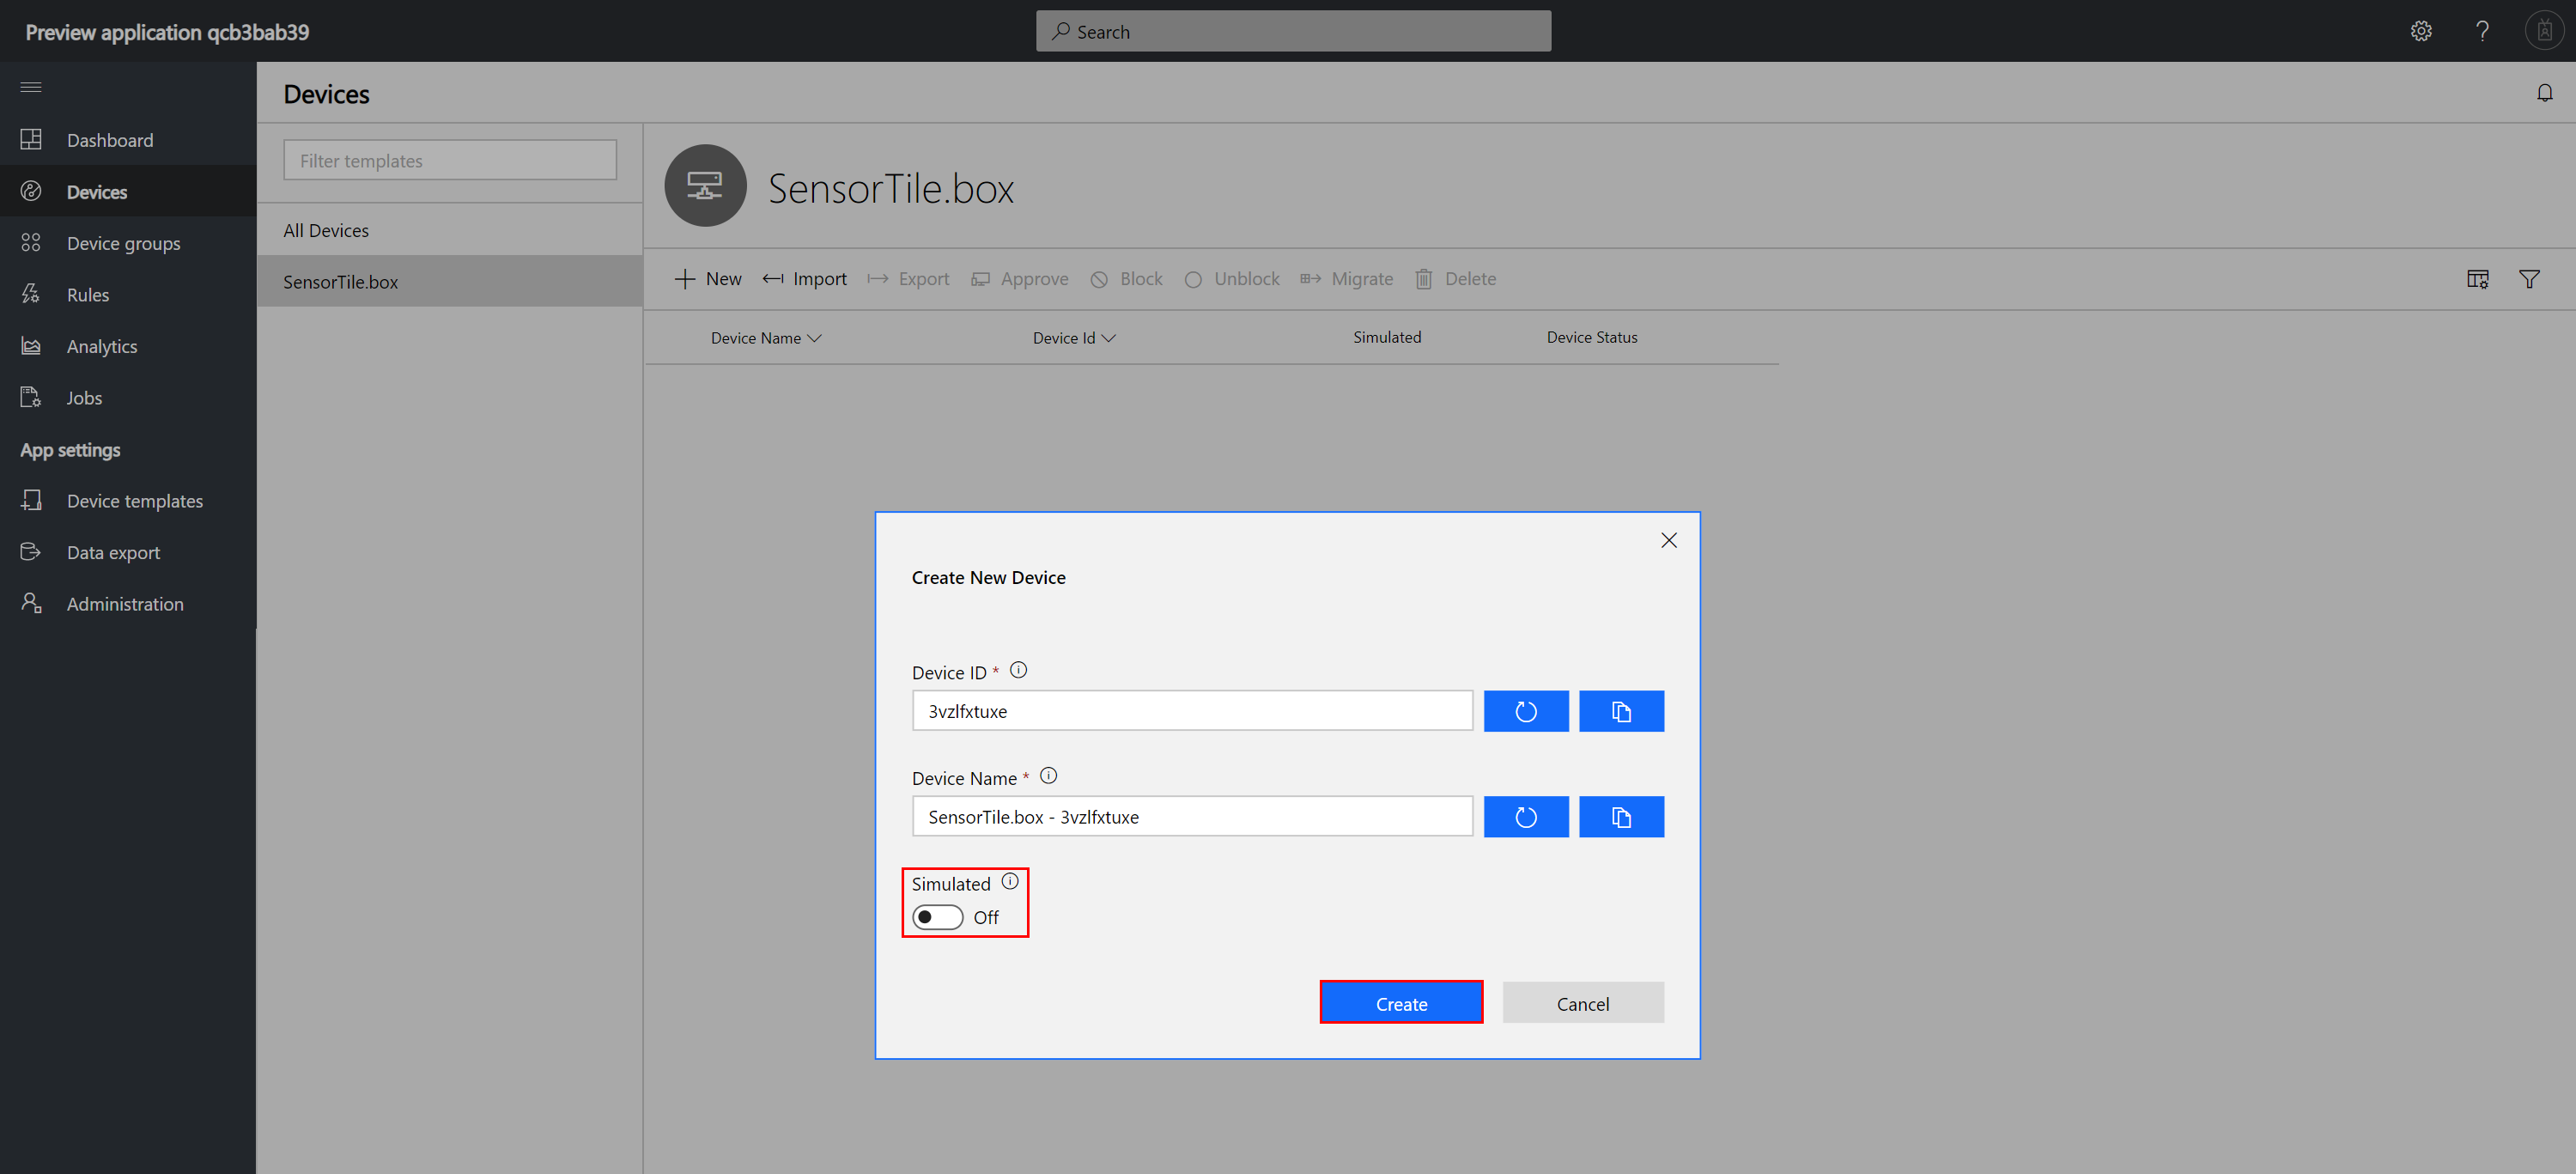 Preview application qcb3bab39
Search
Dashboard
Devices
Device groups
Rules
Analytics
Jobs
App settings
Device templates
Data export
Administration
Devices
Filter templates
All Devices
SensorTile.box
SensorTile.box
New Import Export Approve Block Unblock Migrate Delete
Device Name Device Id Simulated Device Status
Create New Device
Device ID *
3vzlfxtuxe
Device Name *
SensorTile.box - 3vzlfxtuxe
Simulated
Off
Create Cancel